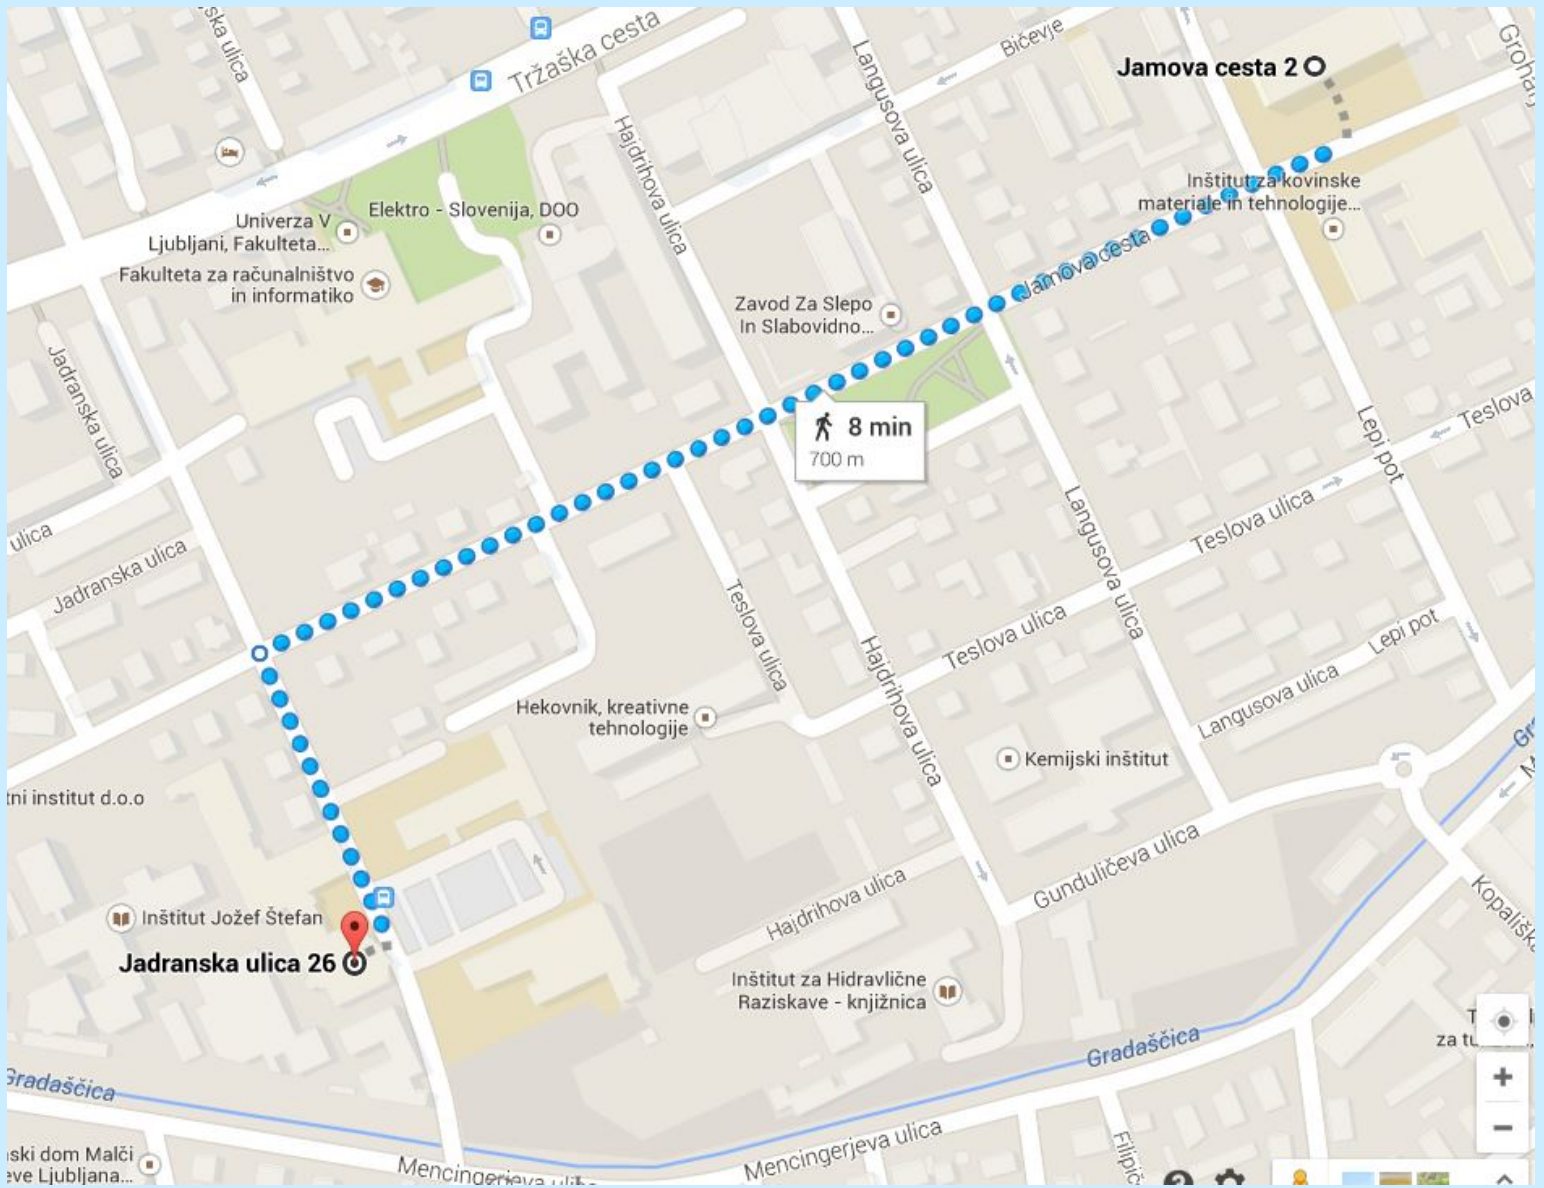 ska ulica
Tržaška cesta
Bičevje
Jamova cesta 2
Langusova ulica
Hajdrihova ulica
Inštitut za kovinske
materiale in tehnologije...
Elektro - Slovenija, DOO
Univerza V
Ljubljani, Fakulteta...
Fakulteta za računalništvo
in informatiko
Jamova cesta
Zavod Za Slepo
In Slabovidno...
Jadranska ulica
8 min
700 m
Lepi pot
Teslova
Teslova ulica
Langusova ulica
ulica
Jadranska ulica
Teslova ulica
Teslova ulica
Lepi pot
Langusova ulica
Hajdrihova ulica
Hekovnik, kreativne
tehnologije
Kemijski inštitut
tni institut d.o.o
Gundulićeva ulica
Hajdrihova ulica
Inštitut Jožef Štefan
Jadranska ulica 26
Inštitut za Hidravlične
Raziskave - knjižnica
Gradaščica
Gradaščica
za tu
Mencingerjeva ulica
Mencingerjeva ulica
ski dom Malči
eve Ljubljana...